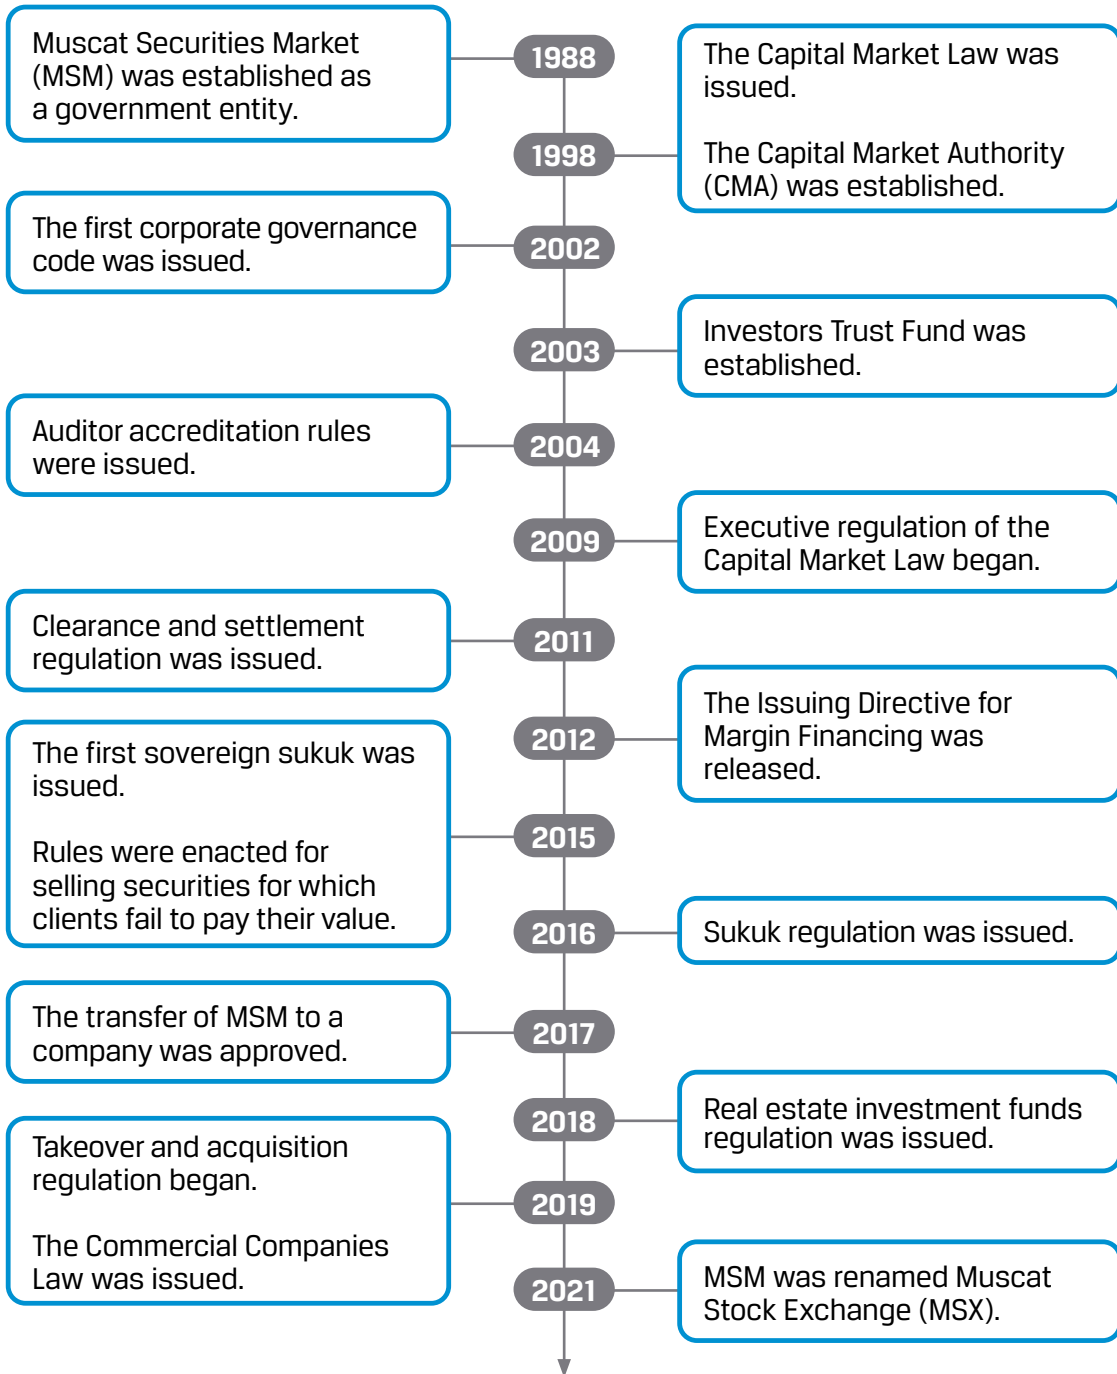 Muscat Securities Market
(MSM) was established as
a government entity.
1988
The Capital Market Law was
issued.
The Capital Market Authority
(CMA) was established.
1998
The first corporate governance
code was issued.
2002
Investors Trust Fund was
established.
2003
Auditor accreditation rules
were issued.
2004
Executive regulation of the
Capital Market Law began.
2009
Clearance and settlement
regulation was issued.
2011
The Issuing Directive for
Margin Financing was
released.
2012
The first sovereign sukuk was
issued.
Rules were enacted for
selling securities for which
clients fail to pay their value.
2015
Sukuk regulation was issued.
2016
The transfer of MSM to a
company was approved.
2017
Real estate investment funds
regulation was issued.
2018
Takeover and acquisition
regulation began.
The Commercial Companies
Law was issued.
2019
MSM was renamed Muscat
Stock Exchange (MSX).
2021